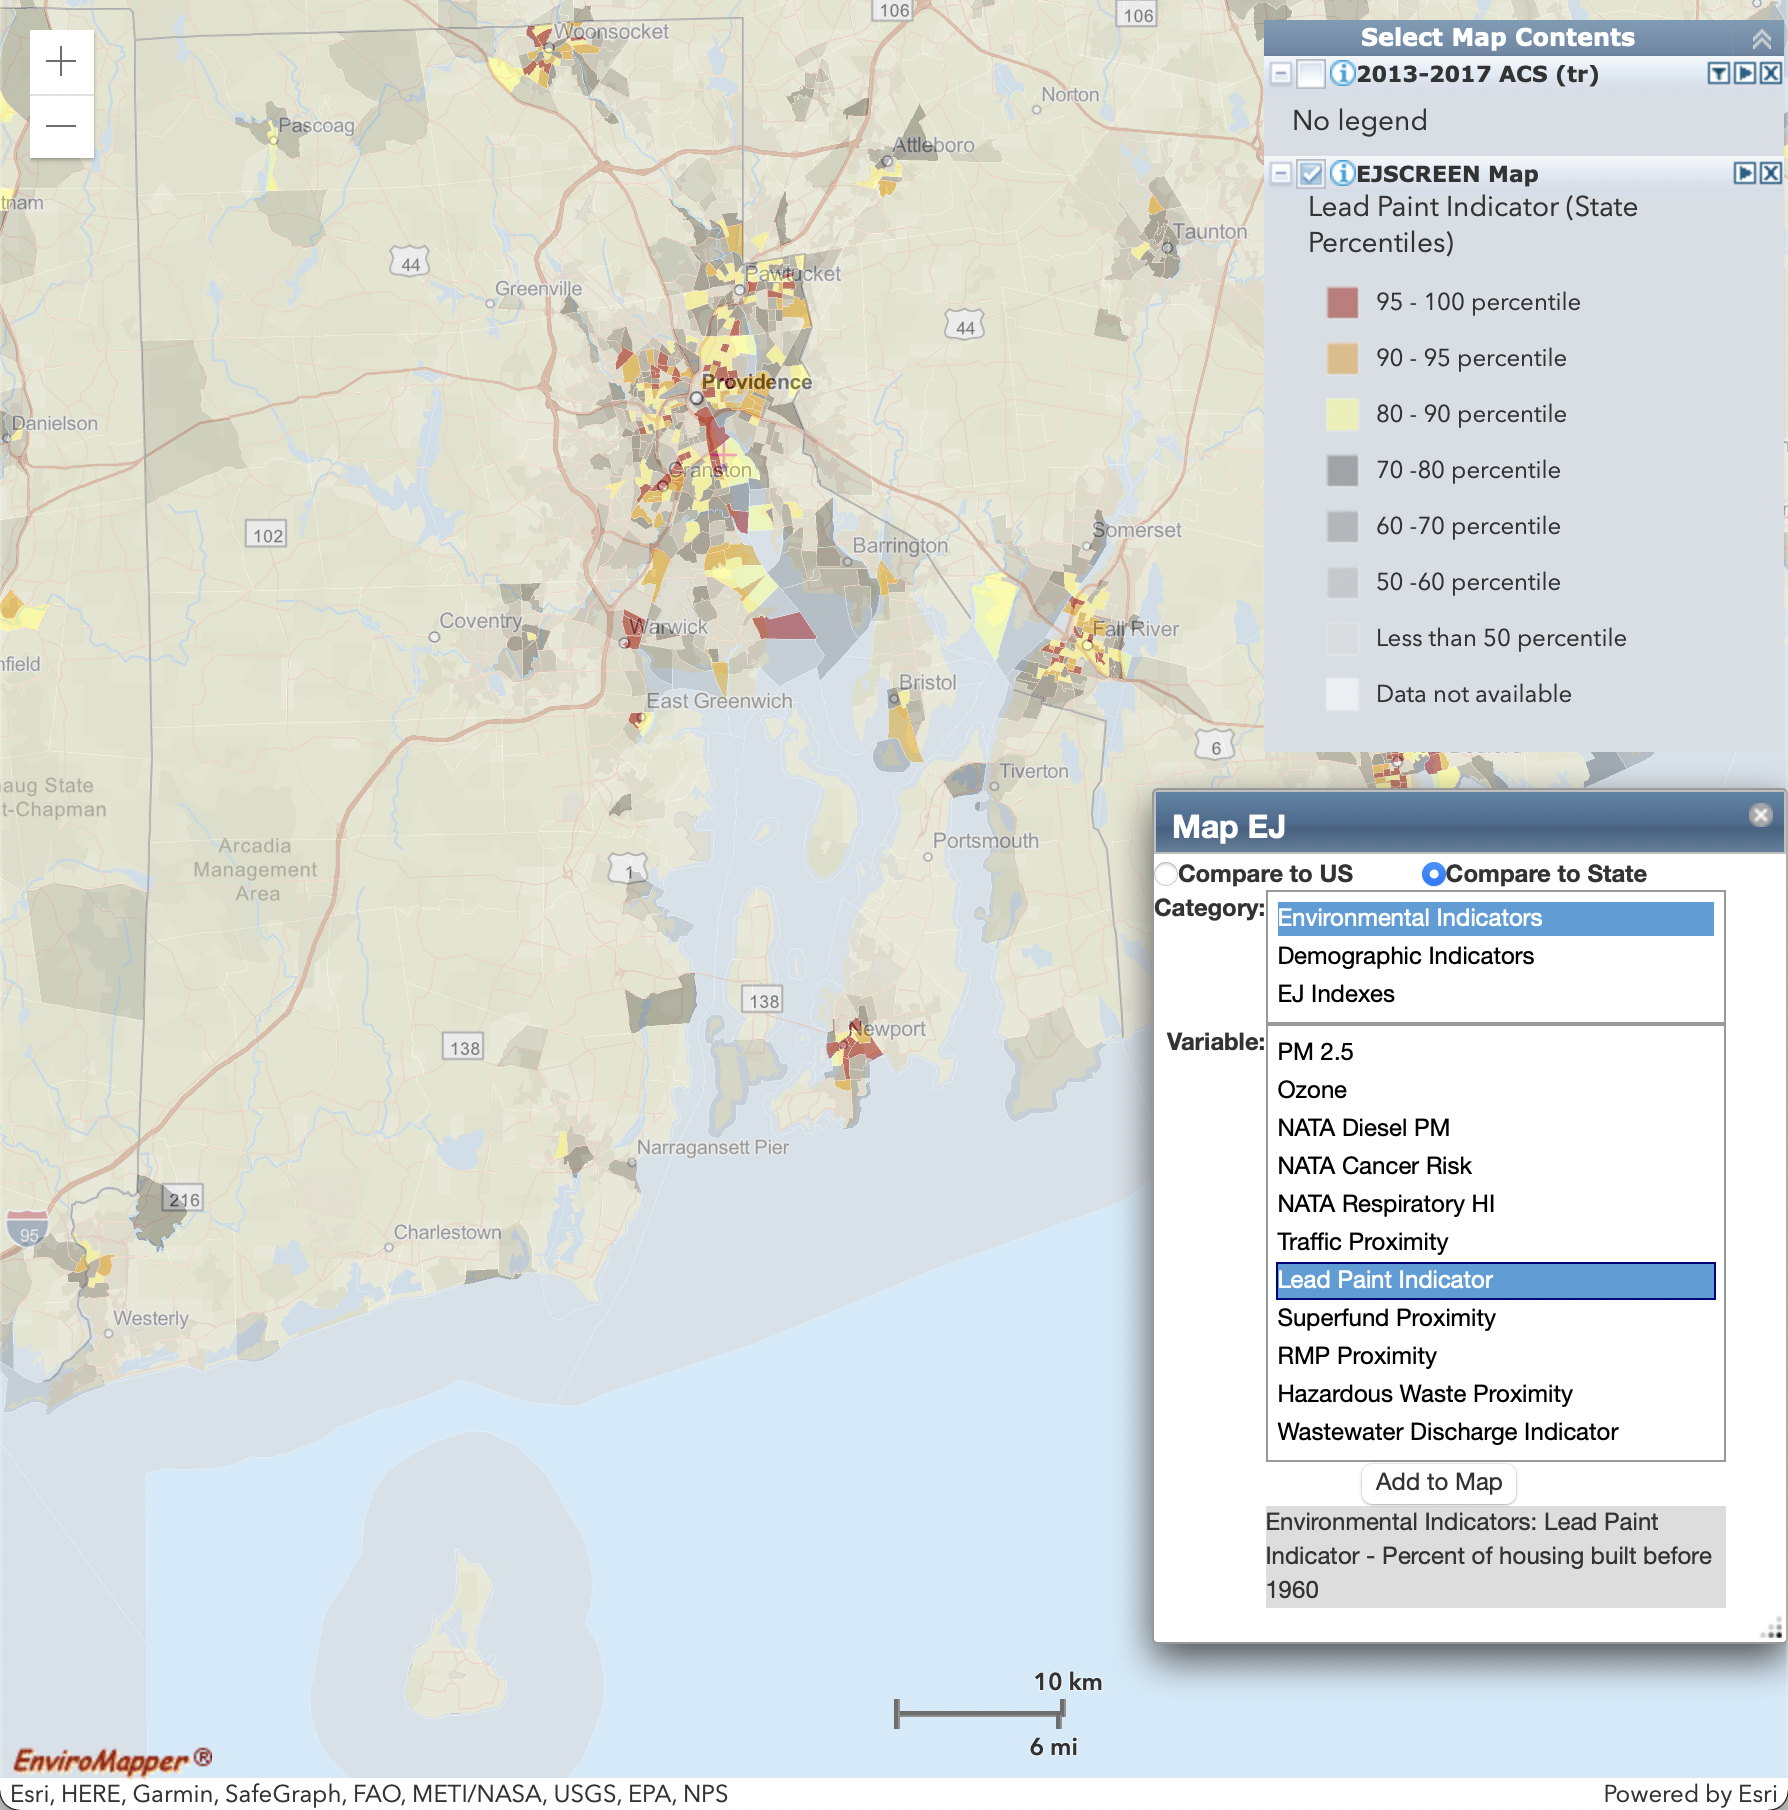 106
106
Woonsocket
Norton
Pascoag
Attleboro
tnam
Taunton
44
Pawtucket
Greenville
44
Providence
Danielson
Cranston
102
Somerset
Barrington
Coventry
Warwick
Fall River
nfield
East Greenwich
Bristol
6
Tiverton
aug State
t-Chapman
Arcadia
Management
Area
Portsmouth
1
138
Newport
138
Narragansett Pier
216
95
Charlestown
Westerly
Select Map Contents
2013-2017 ACS (tr)
No legend
EJSCREEN Map
Lead Paint Indicator (State
Percentiles)
95 - 100 percentile
90 - 95 percentile
80 - 90 percentile
70 -80 percentile
60 -70 percentile
50 -60 percentile
Less than 50 percentile
Data not available
Map EJ
Compare to US Compare to State
Category:
Environmental Indicators
Demographic Indicators
EJ Indexes
Variable:
PM 2.5
Ozone
NATA Diesel PM
NATA Cancer Risk
NATA Respiratory HI
Traffic Proximity
Lead Paint Indicator
Superfund Proximity
RMP Proximity
Hazardous Waste Proximity
Wastewater Discharge Indicator
Add to Map
Environmental Indicators: Lead Paint
Indicator - Percent of housing built before
1960
10 km
6 mi
EnviroMapper ®
Esri, HERE, Garmin, SafeGraph, FAO, METI/NASA, USGS, EPA, NPS
Powered by Esri